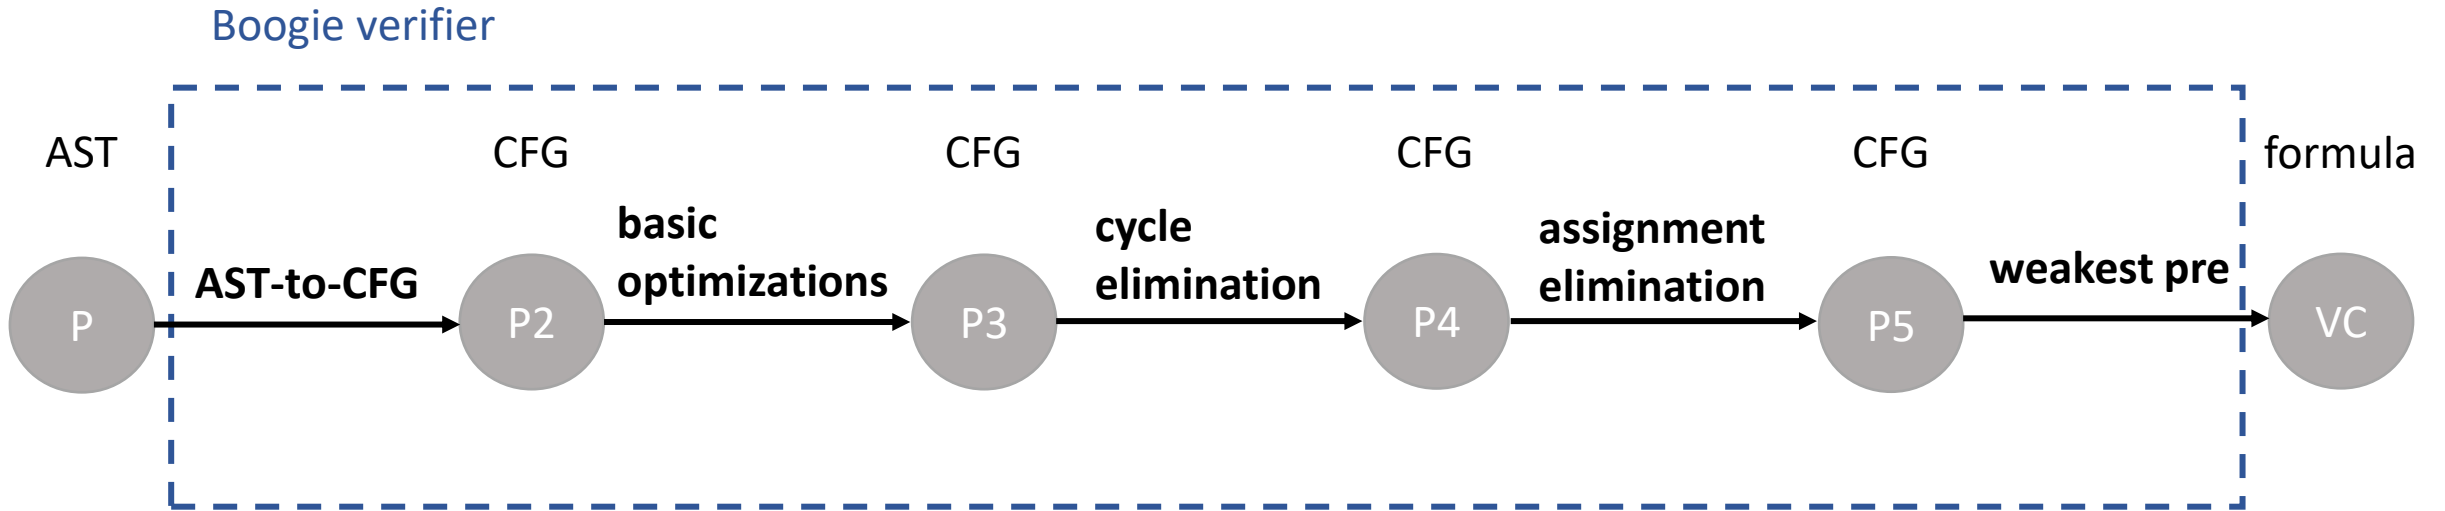 Boogie verifier
AST
CFG
CFG
CFG
CFG
formula
basic
optimizations
cycle
elimination
assignment
elimination
AST-to-CFG
weakest pre
P
P2
P3
P4
P5
VC